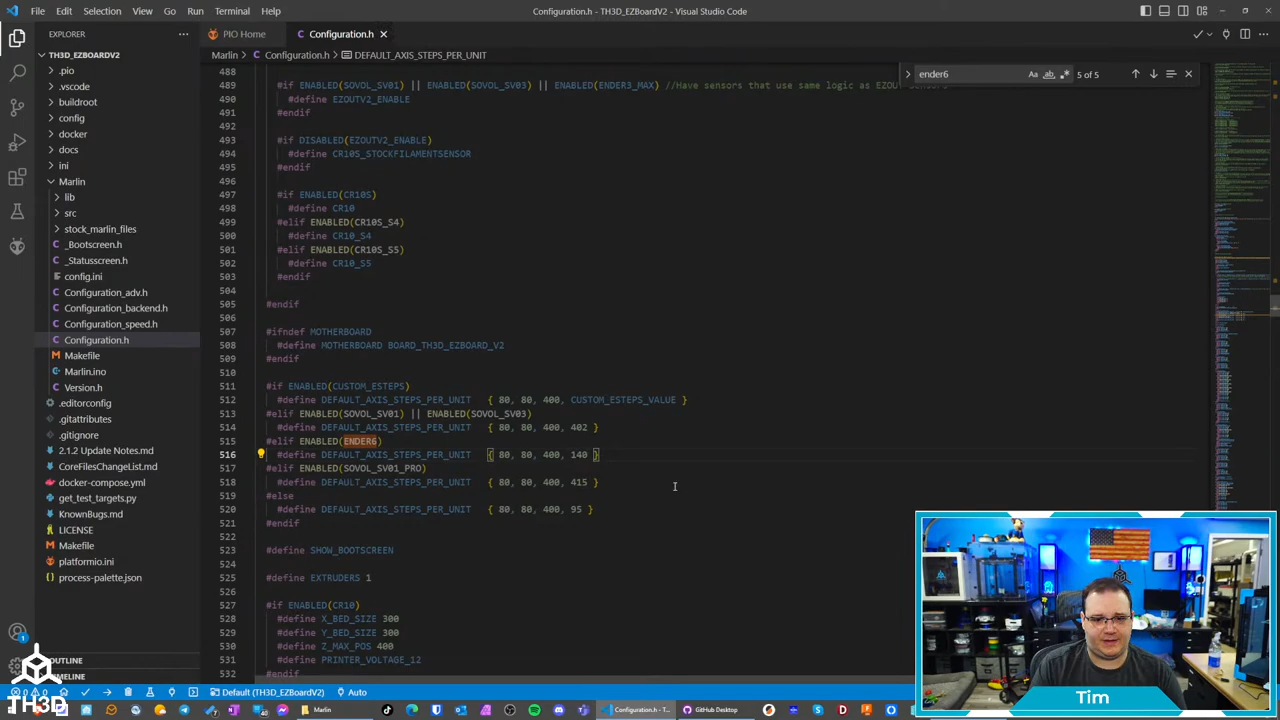 File Edit Selection View Go Run Terminal Help
Configuration.h - TH3D_EZBoardV2 - Visual Studio Code
EXPLORER
PIO Home
Configuration.h
TH3D_EZBOARDV2
Marlin > Configuration.h > DEFAULT_AXIS_STEPS_PER_UNIT
ender6
5 of 5
.pio
.vscode
buildroot
config
docker
docs
ini
Marlin
lib
src
stock_marlin_files
_Bootscreen.h
_Statusscreen.h
config.ini
Configuration_adv.h
Configuration_backend.h
Configuration_speed.h
Configuration.h
Makefile
Marlin.ino
Version.h
.editorconfig
.gitattributes
.gitignore
2.1.2 Update Notes.md
CoreFileChangeList.md
docker-compose.yml
get_test_targets.py
KnownBugs.md
LICENSE
Makefile
platformio.ini
process-palette.json
OUTLINE
TIMELINE
488
489 #if ENABLED(SOVOL_SV01) || ENABLED(SOVOL_ ENABLED(ENDER3_MAX) //Have sensors that
490 #define EZOUTV2_ENABLE
491 #endif
492
493 #if DISABLED(EZOUTV2_ENABLE)
494 #define CR10S_STOCKFILAMENTSENSOR
495 #endif
496
497 #if ENABLED(CR10S)
498 #define CR10
499 #elif ENABLED(CR10S_S4)
500 #define CR10_S4
501 #elif ENABLED(CR10S_S5)
502 #define CR10_S5
503 #endif
504
505 #endif
506
507 #ifndef MOTHERBOARD
508 #define MOTHERBOARD BOARD_TH3D_EZBOARD_V2
509 #endif
510
511 #if ENABLED(CUSTOM_ESTEPS)
512 #define DEFAULT_AXIS_STEPS_PER_UNIT { 80, 80, 400, CUSTOM_ESTEPS_VALUE }
513 #elif ENABLED(SOVOL_SV01) || ENABLED(SOVOL_SV03)
514 #define DEFAULT_AXIS_STEPS_PER_UNIT { 80, 80, 400, 402 }
515 #elif ENABLED(ENDER6)
516 #define DEFAULT_AXIS_STEPS_PER_UNIT { 80, 80, 400, 140 }
517 #elif ENABLED(SOVOL_SV01_PRO)
518 #define DEFAULT_AXIS_STEPS_PER_UNIT { 80, 80, 400, 415 }
519 #else
520 #define DEFAULT_AXIS_STEPS_PER_UNIT { 80, 80, 400, 95 }
521 #endif
522
523 #define SHOW_BOOTSCREEN
524
525 #define EXTRUDERS 1
526
527 #if ENABLED(CR10)
528 #define X_BED_SIZE 300
529 #define Y_BED_SIZE 300
530 #define Z_MAX_POS 400
531 #define PRINTER_VOLTAGE_12
532 #endif
Default (TH3D_EZBoardV2)
Auto
TH3D
Marlin
Configuration.h - T...
GitHub Desktop
Tim